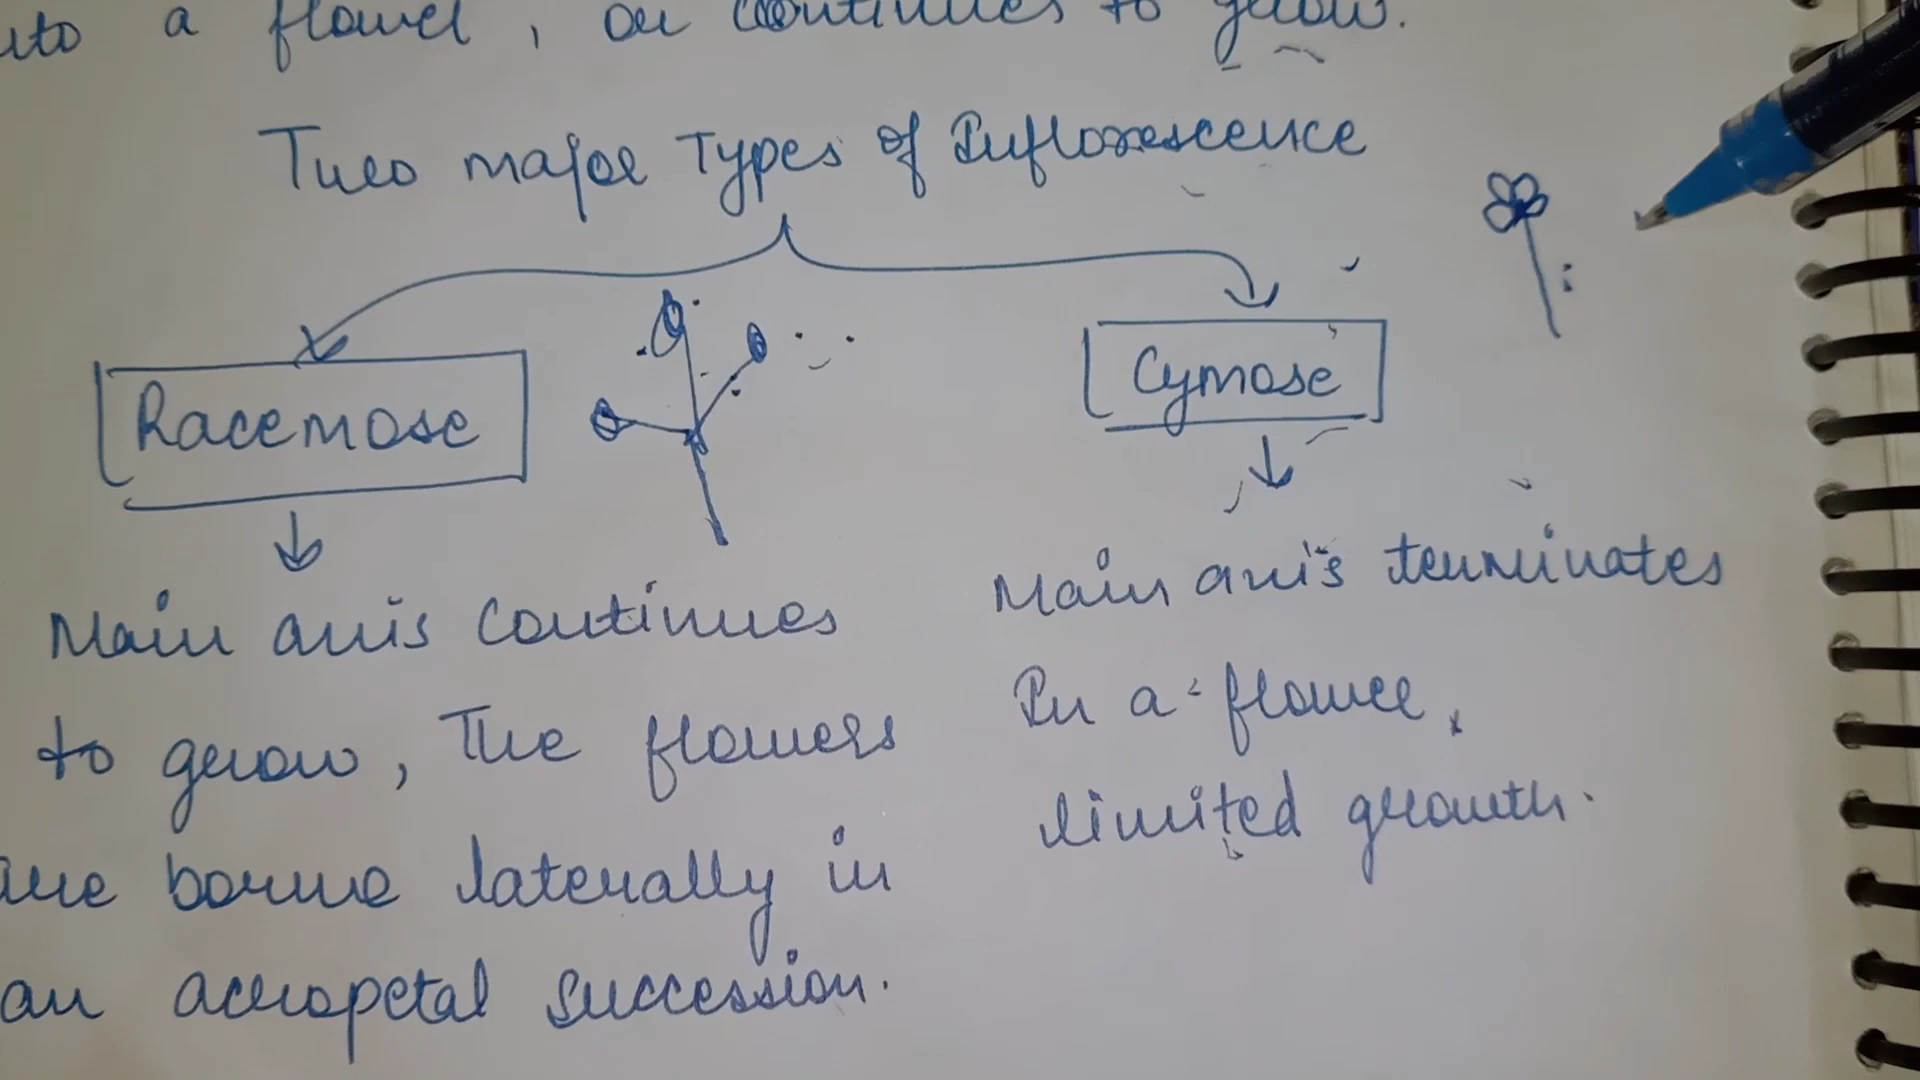 into a flower, or continues to grow.
Two major Types of Inflorescence
Racemose
Cymose
Main axis continues
to grow, The flowers
are borne laterally in
an acropetal succession.
Main axis terminates
In a flower,
limited growth.